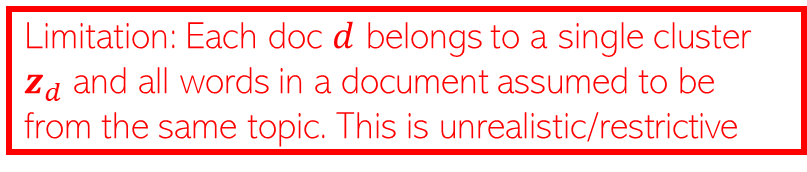 Limitation: Each doc d belongs to a single cluster
z_d and all words in a document assumed to be
from the same topic. This is unrealistic/restrictive